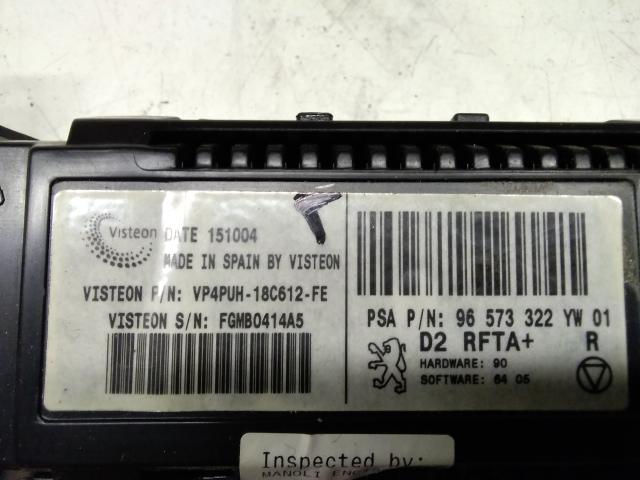 Visteon
DATE 151004
MADE IN SPAIN BY VISTEON
VISTEON P/N: VP4PUH-18C612-FE
VISTEON S/N: FGMB0414A5
PSA P/N: 96 573 322 YW 01
D2 RFTA+ R
HARDWARE: 90
SOFTWARE: 64 05
Inspected by: